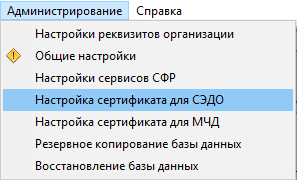 Администрирование Справка
Настройки реквизитов организации
Общие настройки
Настройки сервисов СФР
Настройка сертификата для СЭДО
Настройка сертификата для МЧД
Резервное копирование базы данных
Восстановление базы данных